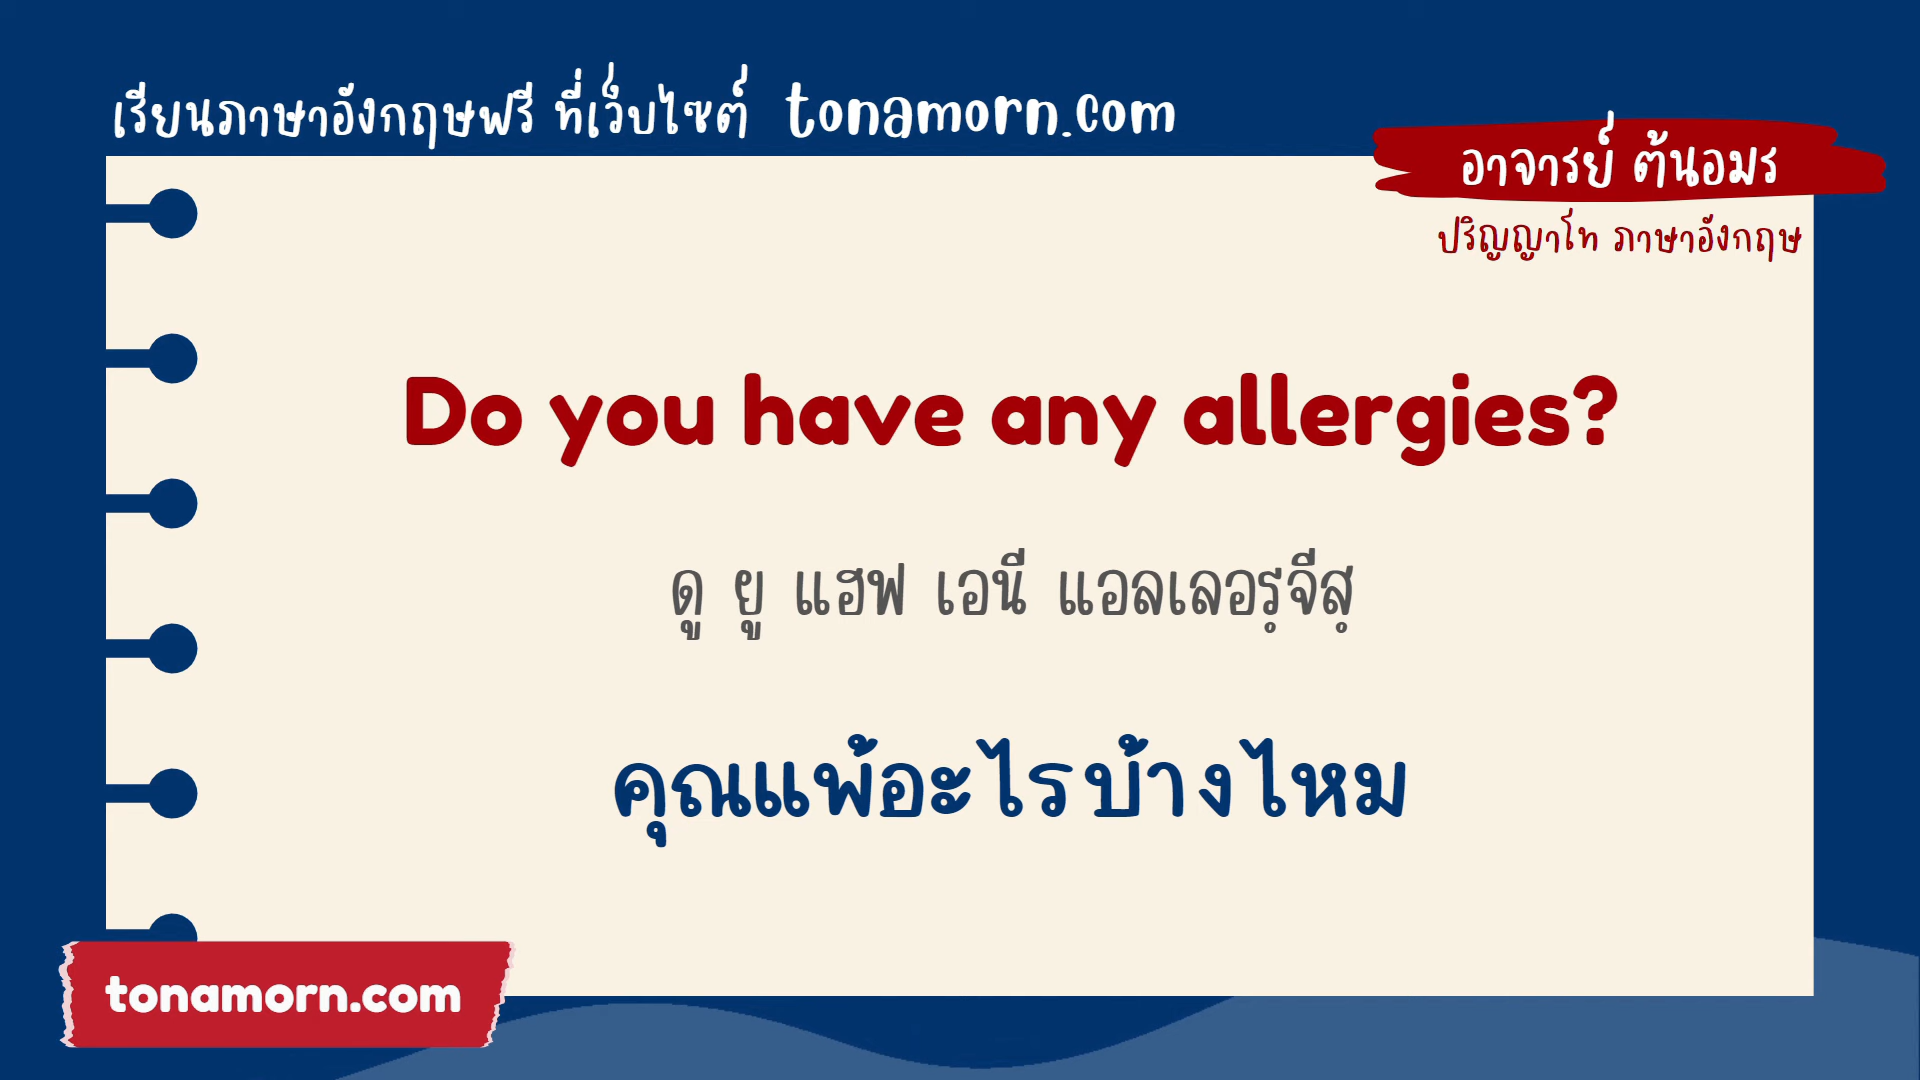 เรียนภาษาอังกฤษฟรี ที่เว็บไซต์ tonamorn.com
อาจารย์ ต้นอมร
ปริญญาโท ภาษาอังกฤษ
Do you have any allergies?
ดู ยู แฮฟ เอนี แอลเลอรฺจีสฺ
คุณแพ้อะไรบ้างไหม
tonamorn.com